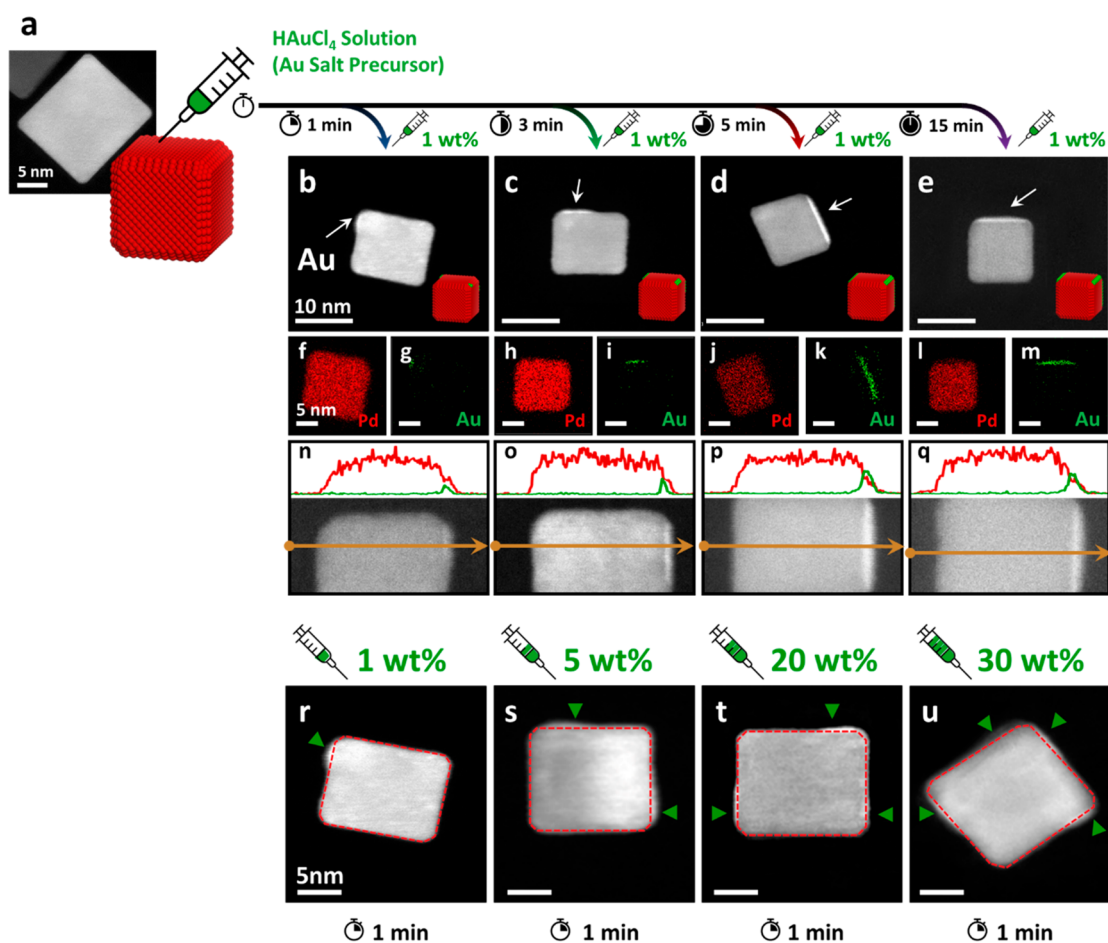 a
HAuCl₄ Solution
(Au Salt Precursor)
5 nm
1 min
3 min
5 min
15 min
1 wt%
1 wt%
1 wt%
1 wt%
b
c
d
e
Au
10 nm
f
g
h
i
j
k
l
m
5 nm
Pd
Au
Pd
Au
Pd
Au
Pd
Au
n
o
p
q
1 wt%
5 wt%
20 wt%
30 wt%
r
s
t
u
5nm
1 min
1 min
1 min
1 min